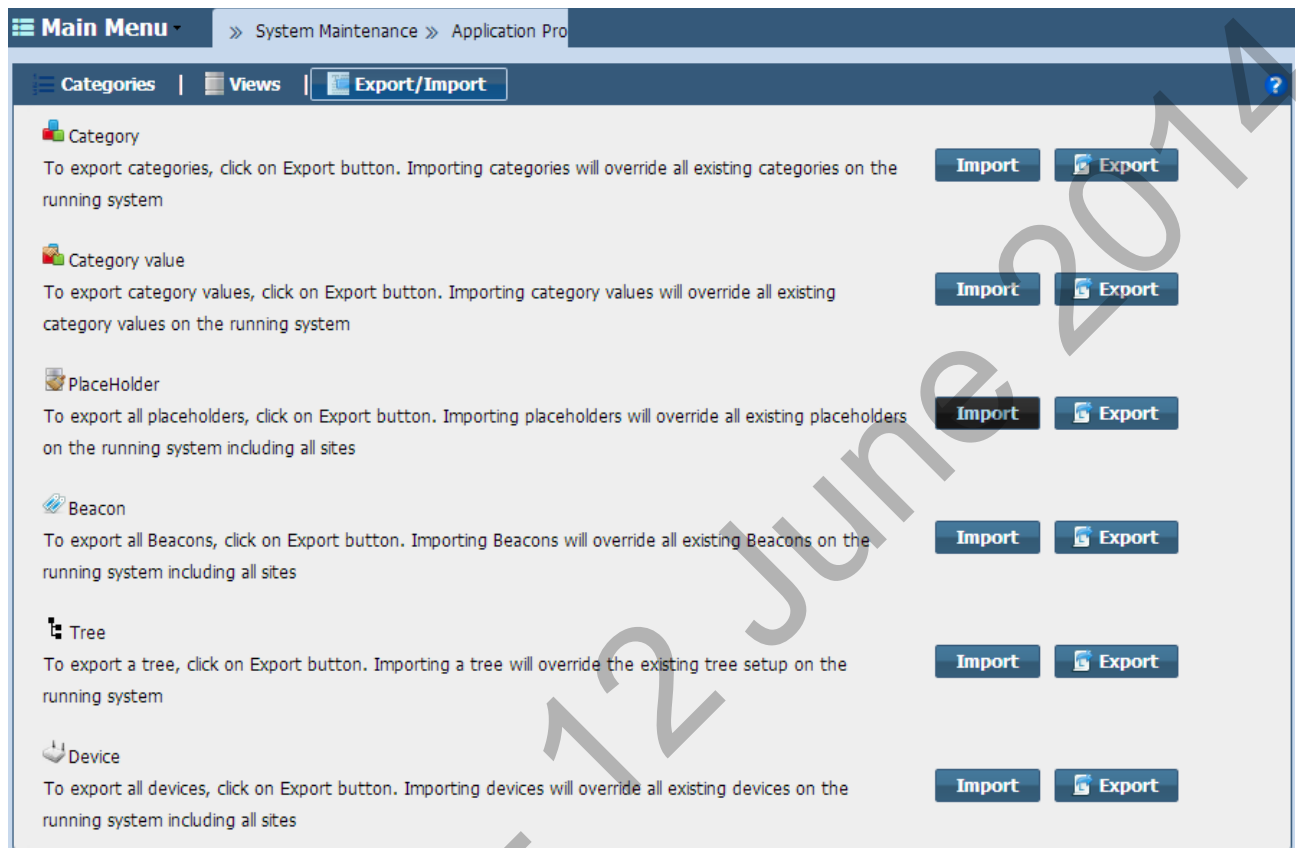 Main Menu
» System Maintenance » Application Pro
Categories | Views | Export/Import
?
Category
To export categories, click on Export button. Importing categories will override all existing categories on the
running system
Import Export
Category value
To export category values, click on Export button. Importing category values will override all existing
category values on the running system
Import Export
PlaceHolder
To export all placeholders, click on Export button. Importing placeholders will override all existing placeholders
on the running system including all sites
Import Export
Beacon
To export all Beacons, click on Export button. Importing Beacons will override all existing Beacons on the
running system including all sites
Import Export
Tree
To export a tree, click on Export button. Importing a tree will override the existing tree setup on the
running system
Import Export
Device
To export all devices, click on Export button. Importing devices will override all existing devices on the
running system including all sites
Import Export
12 June 2014